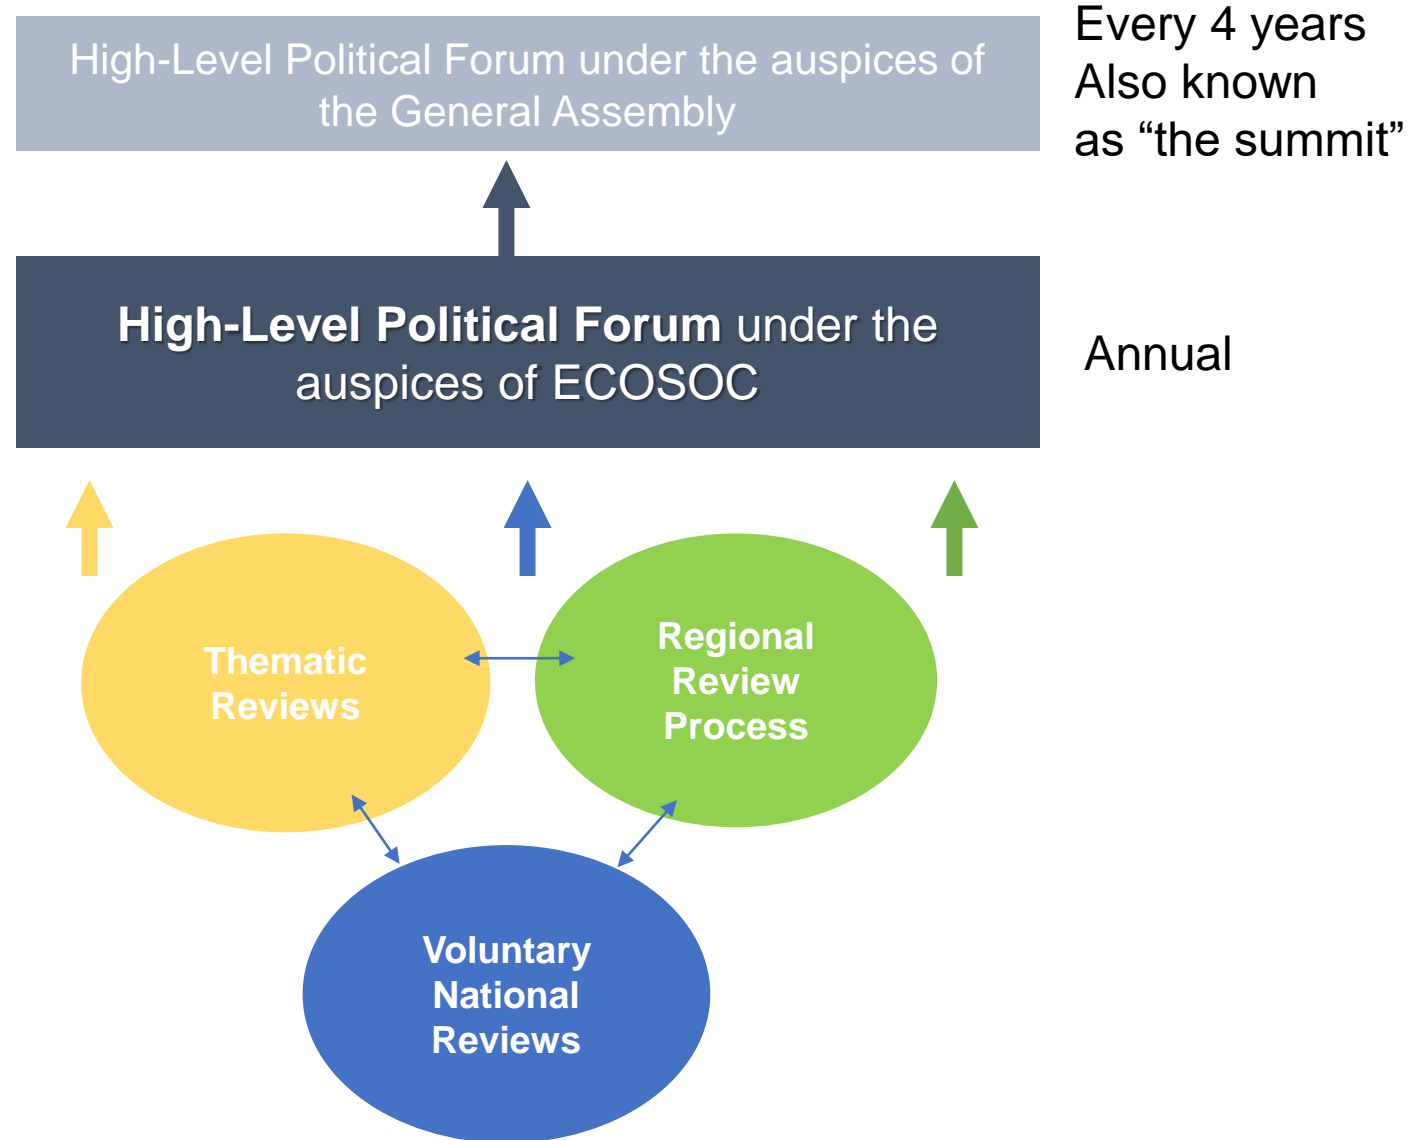 High-Level Political Forum under the auspices of
the General Assembly
Every 4 years
Also known
as “the summit”
High-Level Political Forum under the
auspices of ECOSOC
Annual
Thematic
Reviews
Regional
Review
Process
Voluntary
National
Reviews